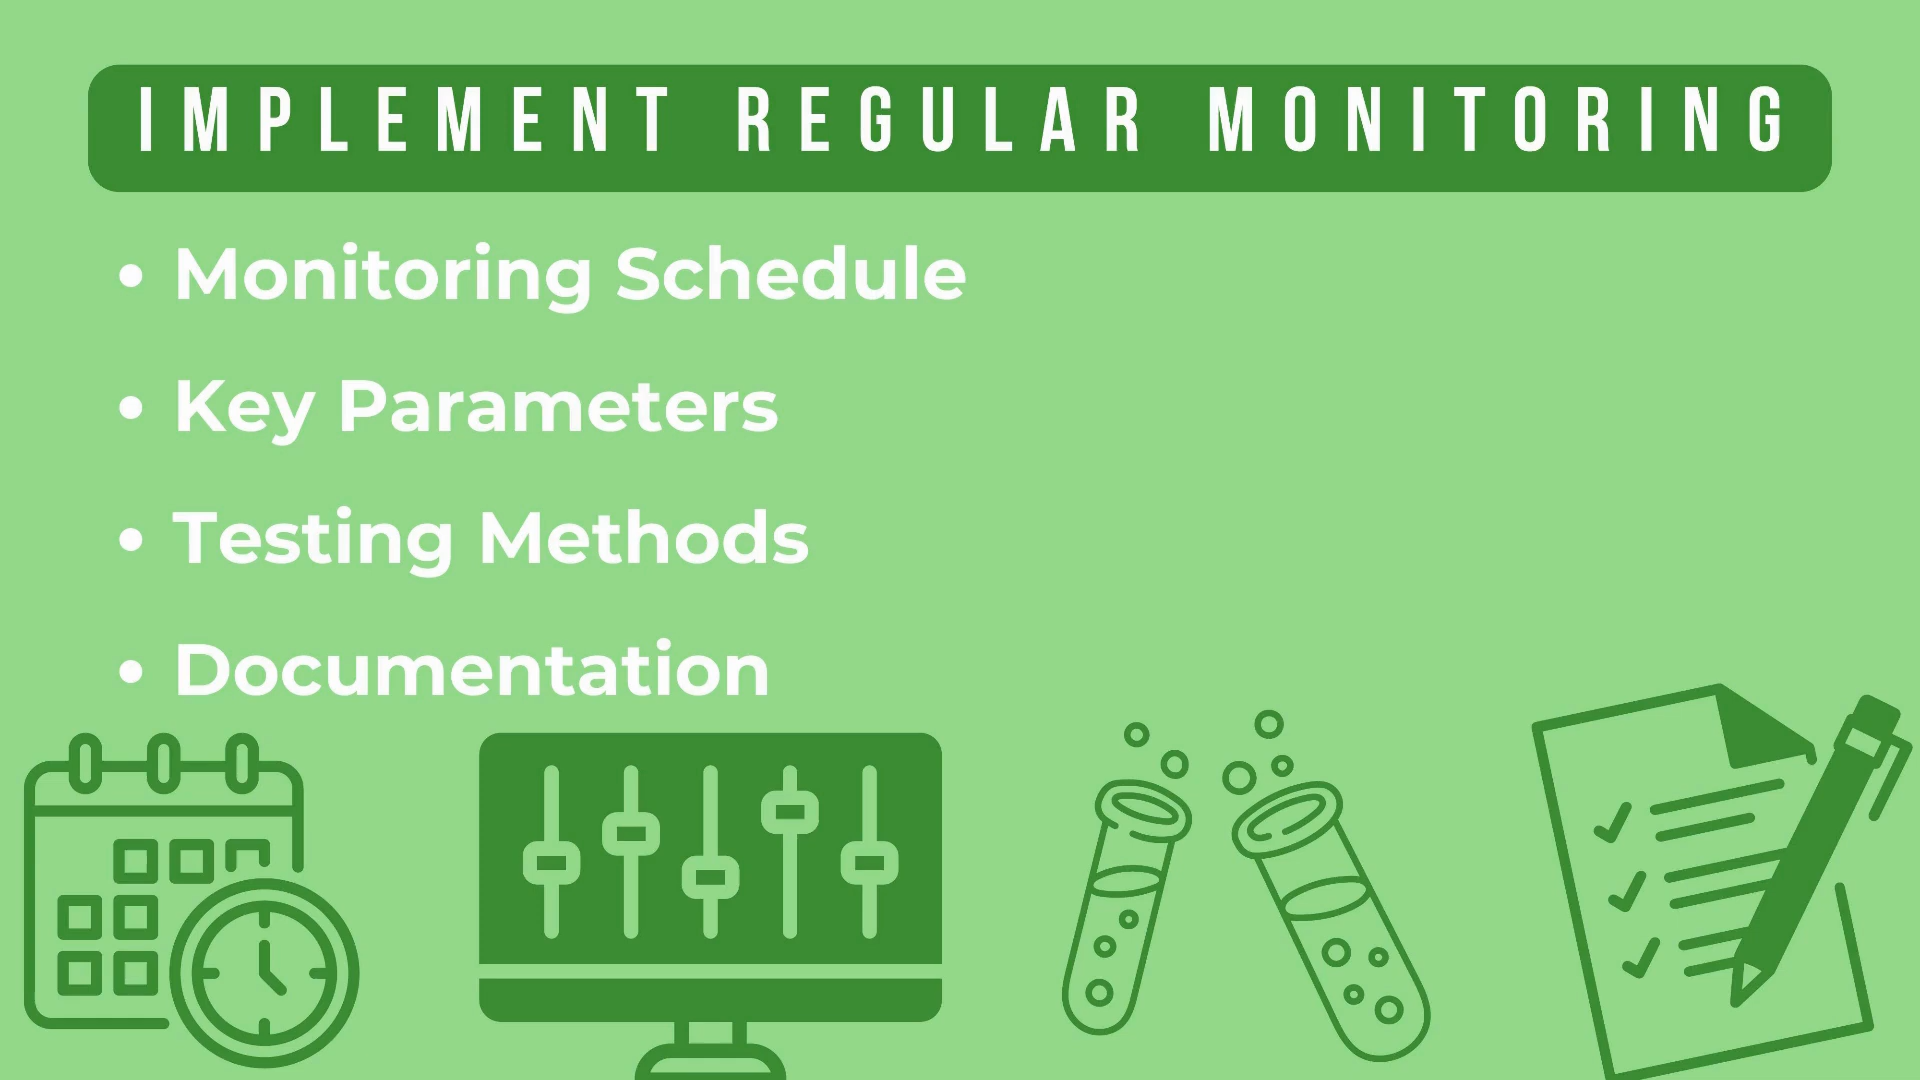 IMPLEMENT REGULAR MONITORING
• Monitoring Schedule
• Key Parameters
• Testing Methods
• Documentation